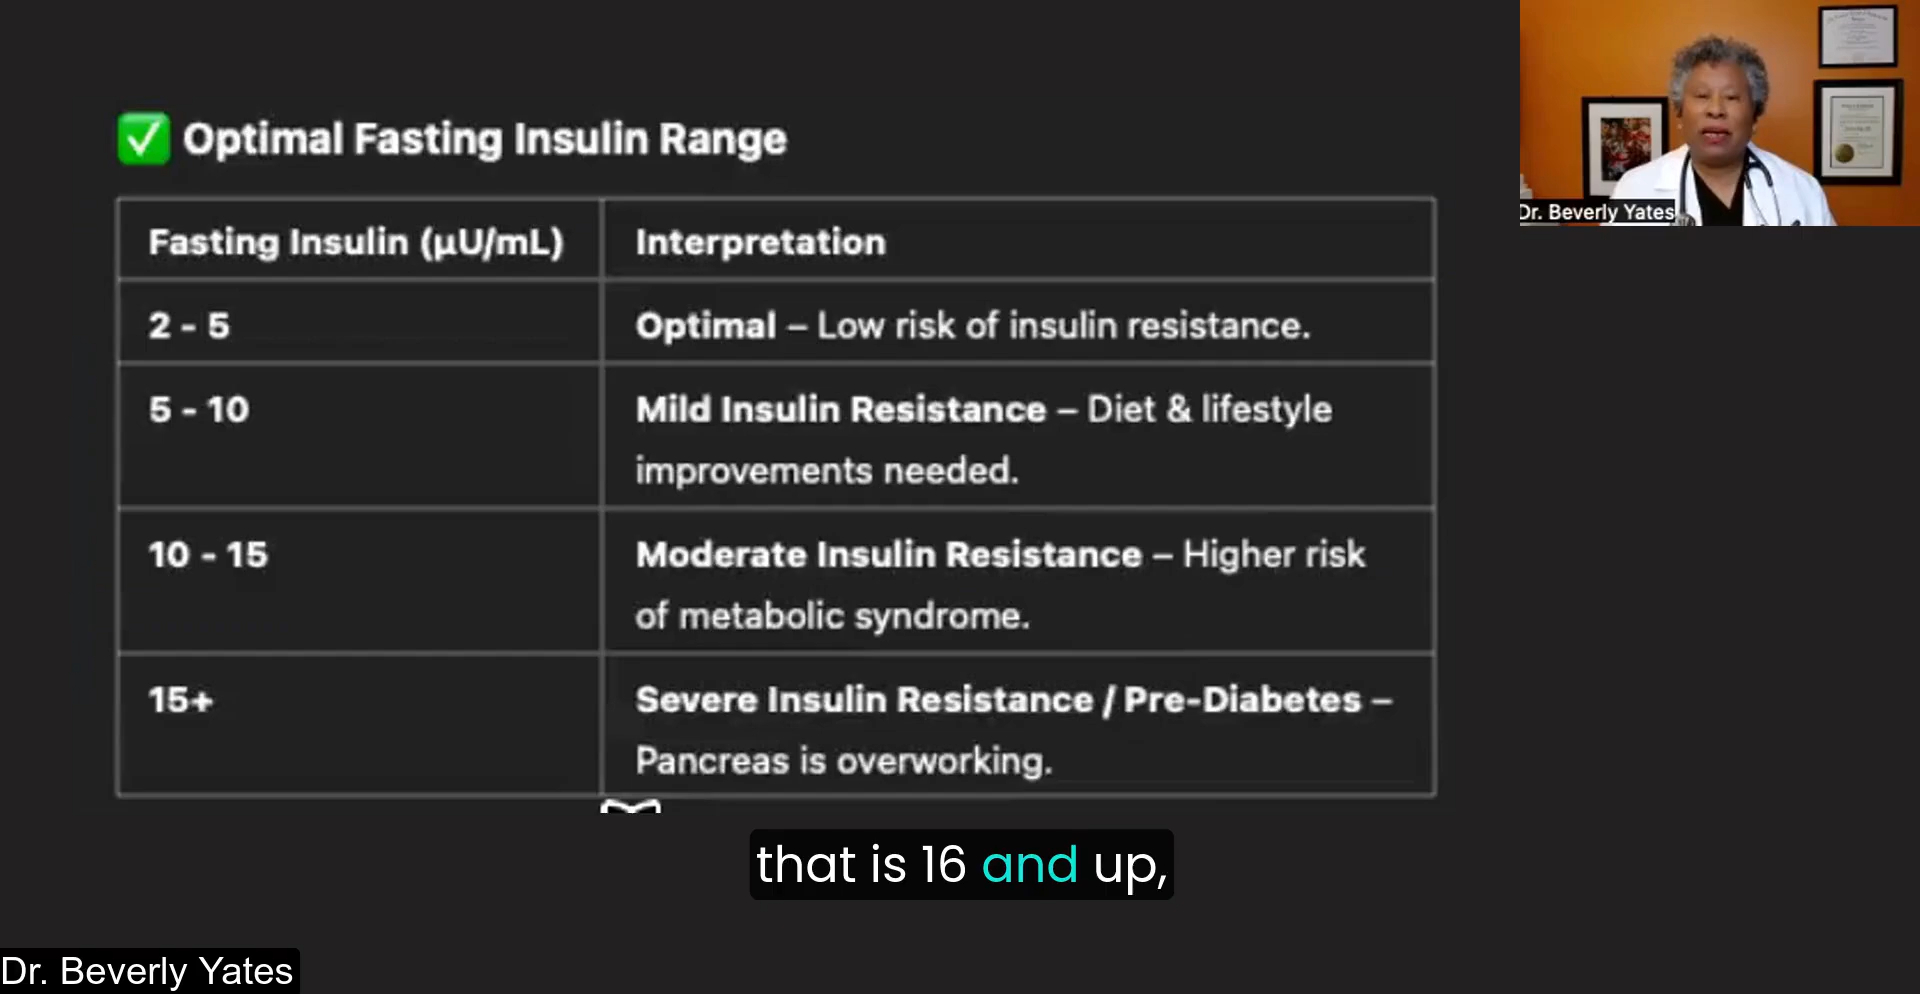 ✅ Optimal Fasting Insulin Range
Fasting Insulin (µU/mL) Interpretation
2 - 5 Optimal – Low risk of insulin resistance.
5 - 10 Mild Insulin Resistance – Diet & lifestyle
improvements needed.
10 - 15 Moderate Insulin Resistance – Higher risk
of metabolic syndrome.
15+ Severe Insulin Resistance / Pre-Diabetes –
Pancreas is overworking.
that is 16 and up,
Dr. Beverly Yates
Dr. Beverly Yates